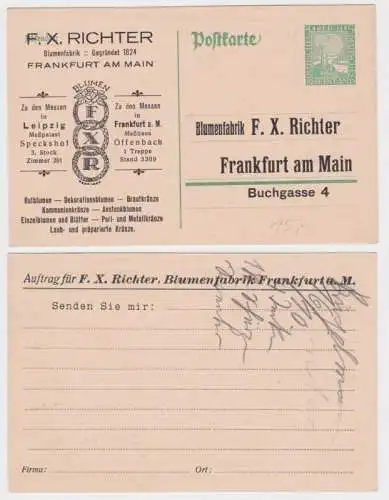 F. X. RICHTER
Blumenfabrik :: Gegründet 1824
FRANKFURT AM MAIN
BLUMEN
F
X
R
Zu den Messen
in
Leipzig
Meßpalast
Speckshof
3. Stock
Zimmer 201
Zu den Messen
in
Frankfurt a. M.
Meßhaus
Offenbach
1 Treppe
Stand 3309
Hutblumen — Dekorationsblumen — Brautkränze
Kommunionkränze — Ansteckblumen
Einzelblumen und Blätter — Perl- und Metallkränze
Laub- und präparierte Kränze.
Postkarte
Blumenfabrik F. X. Richter
Frankfurt am Main
Buchgasse 4
Auftrag für F. X. Richter, Blumenfabrik Frankfurt a. M.
Senden Sie mir:
Firma:
Ort: